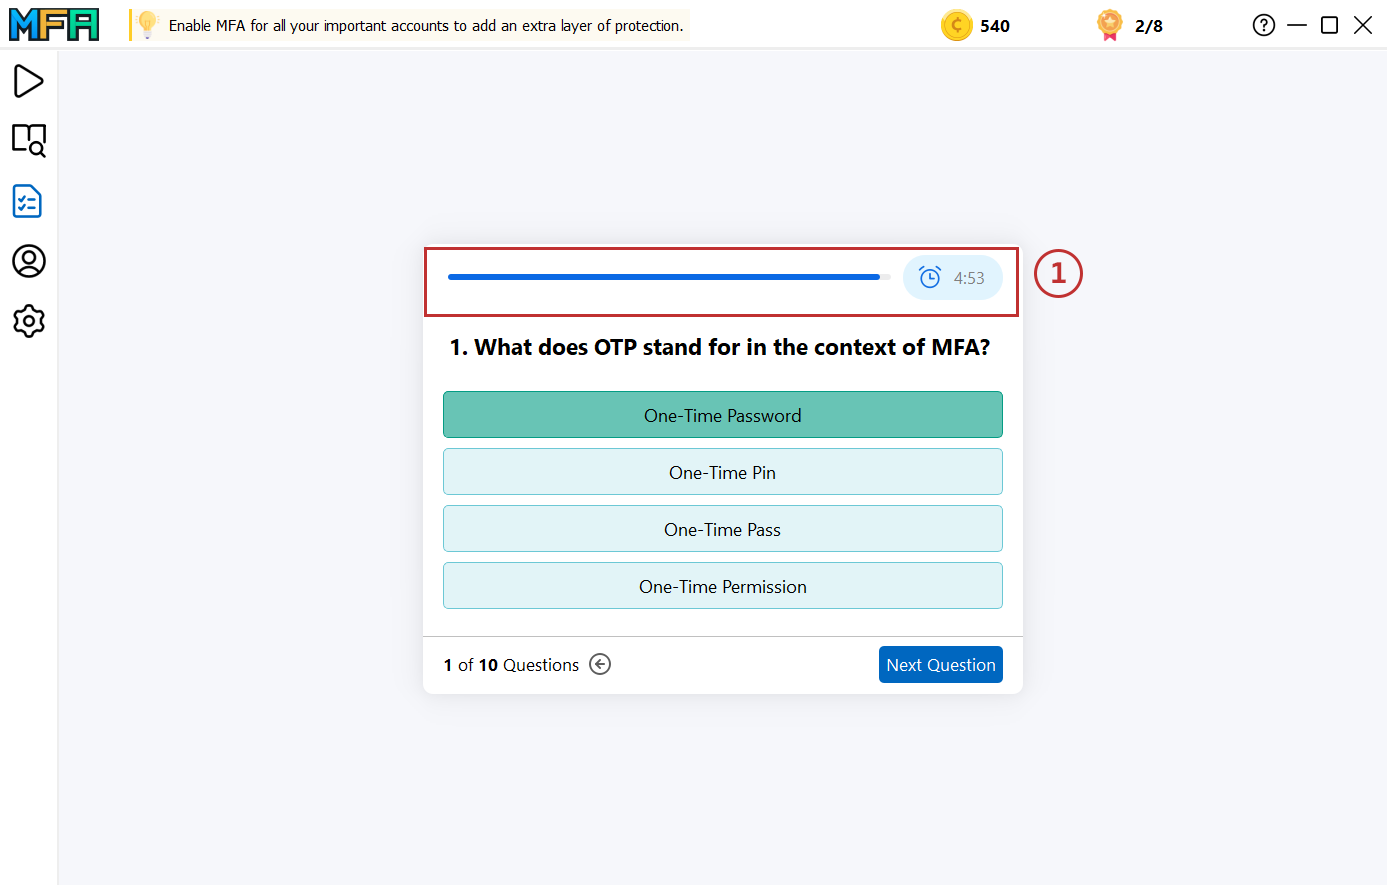 MFA
Enable MFA for all your important accounts to add an extra layer of protection.
540
2/8
4:53
1
1. What does OTP stand for in the context of MFA?
One-Time Password
One-Time Pin
One-Time Pass
One-Time Permission
1 of 10 Questions
Next Question